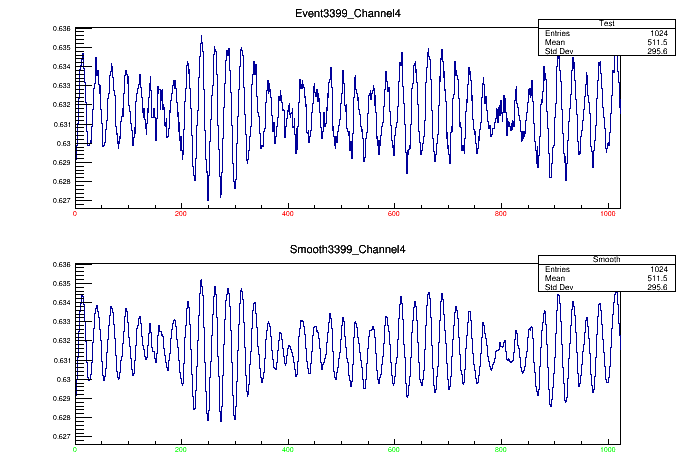 Event3399_Channel4
Test
Entries 1024
Mean 511.5
Std Dev 295.6
0.636
0.635
0.634
0.633
0.632
0.631
0.63
0.629
0.628
0.627
0 200 400 600 800 1000
Smooth3399_Channel4
Smooth
Entries 1024
Mean 511.5
Std Dev 295.6
0.636
0.635
0.634
0.633
0.632
0.631
0.63
0.629
0.628
0.627
0 200 400 600 800 1000